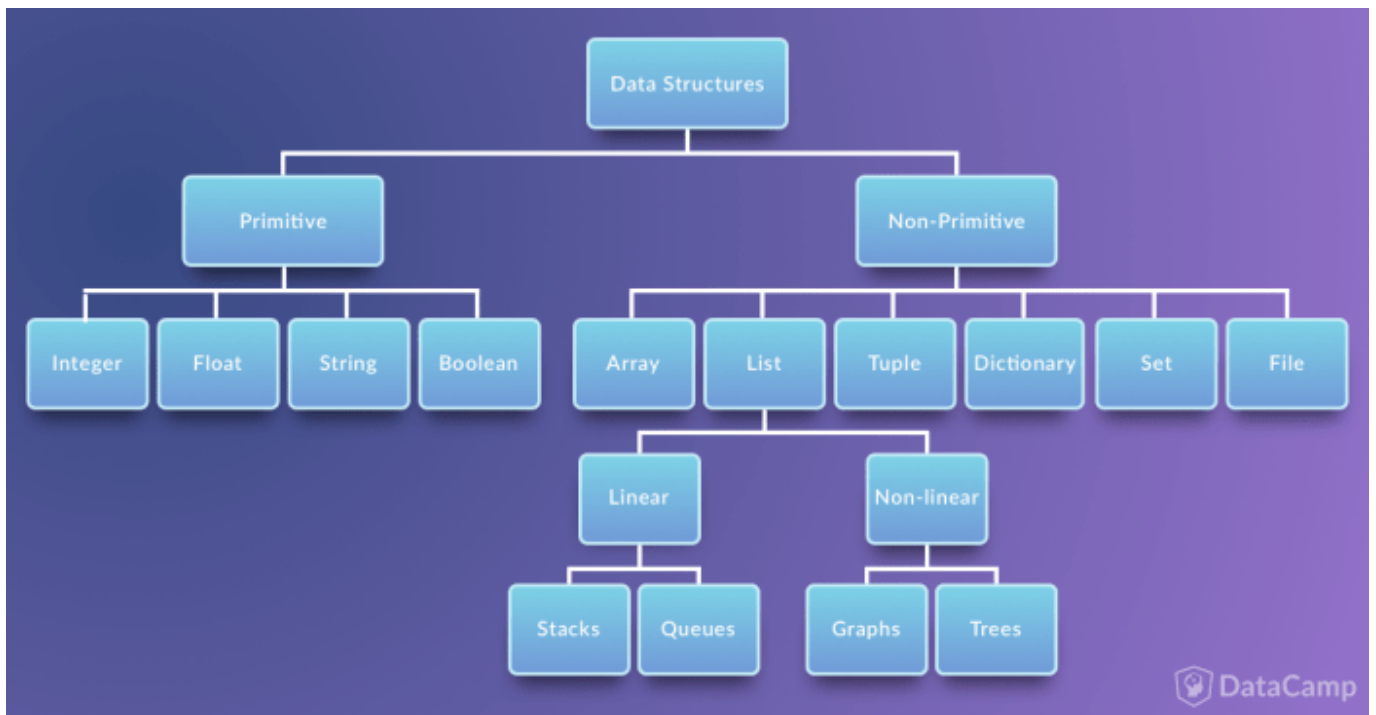 Data Structures
Primitive
Non-Primitive
Integer
Float
String
Boolean
Array
List
Tuple
Dictionary
Set
File
Linear
Non-linear
Stacks
Queues
Graphs
Trees
DataCamp